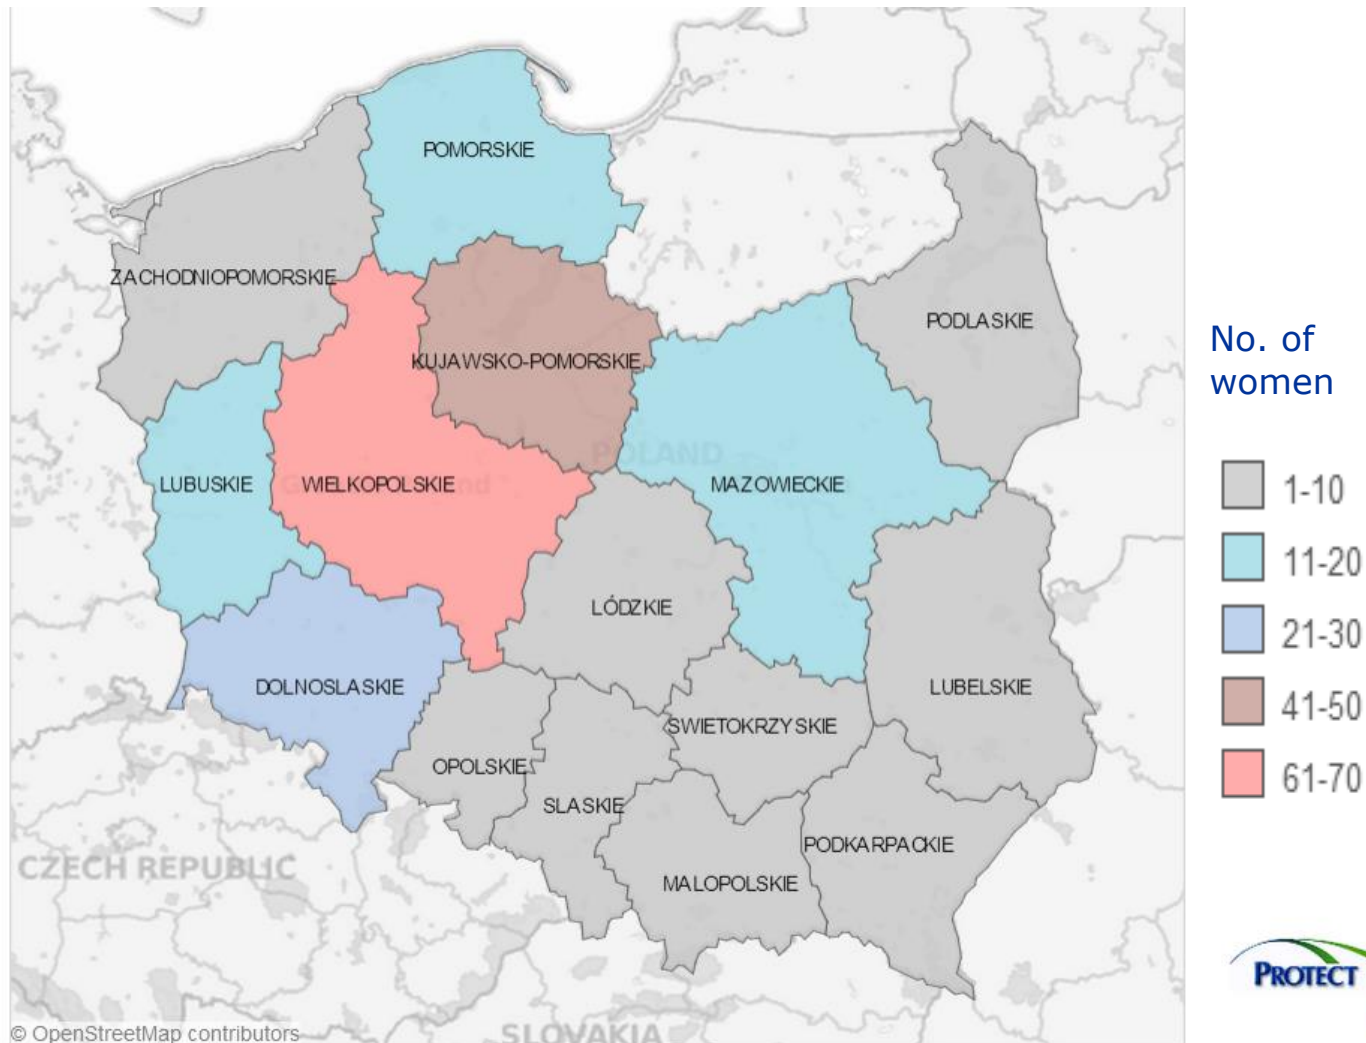 POMORSKIE
ZACHODNIOPOMORSKIE
PODLASKIE
KUJAWSKO-POMORSKIE
POLAND
LUBUSKIE
WIELKOPOLSKIE
MAZOWIECKIE
LÓDZKIE
DOLNOSLASKIE
LUBELSKIE
SWIETOKRZYSKIE
OPOLSKIE
SLASKIE
PODKARPACKIE
MALOPOLSKIE
CZECH REPUBLIC
SLOVAKIA
© OpenStreetMap contributors
No. of
women
1-10
11-20
21-30
41-50
61-70
PROTECT